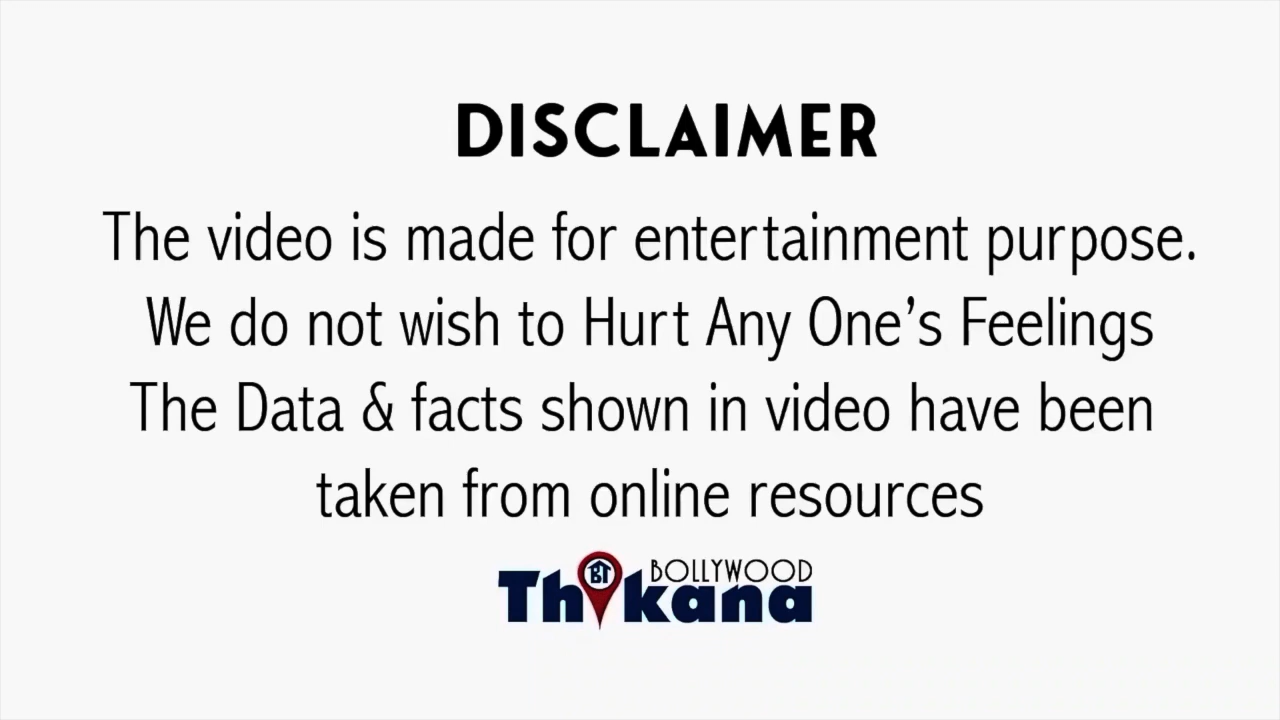 DISCLAIMER
The video is made for entertainment purpose.
We do not wish to Hurt Any One’s Feelings
The Data & facts shown in video have been
taken from online resources
BT BOLLYWOOD
Thikana